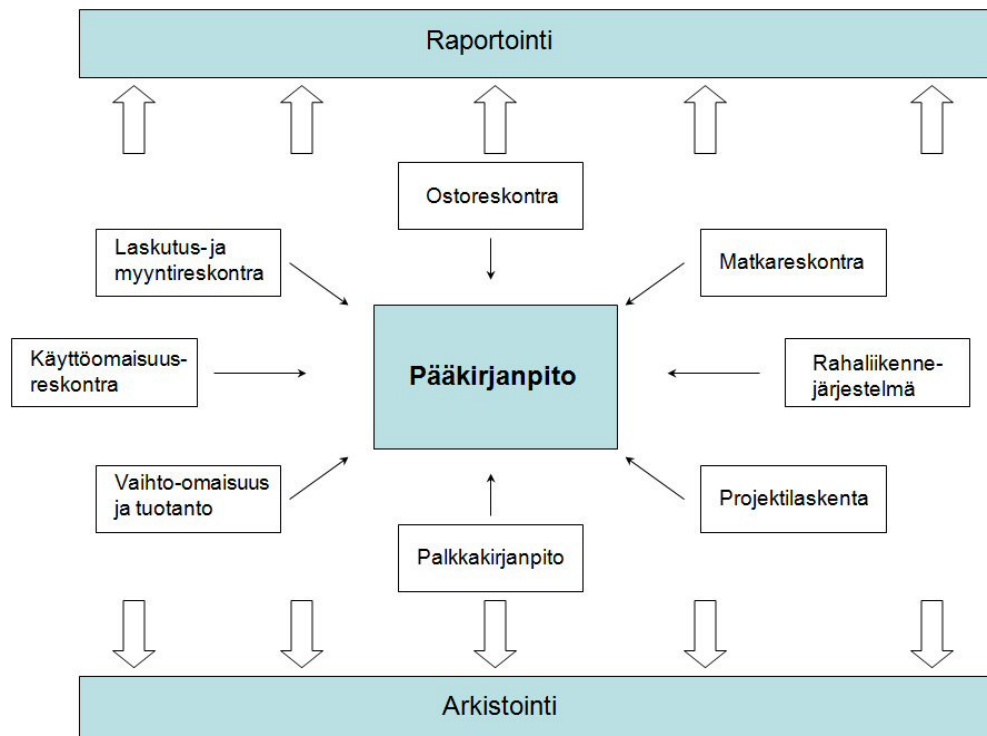 Raportointi
Ostoreskontra
Laskutus- ja
myyntireskontra
Matkareskontra
Käyttöomaisuus-
reskontra
Pääkirjanpito
Rahaliikenne-
järjestelmä
Vaihto-omaisuus
ja tuotanto
Projektilaskenta
Palkkakirjanpito
Arkistointi